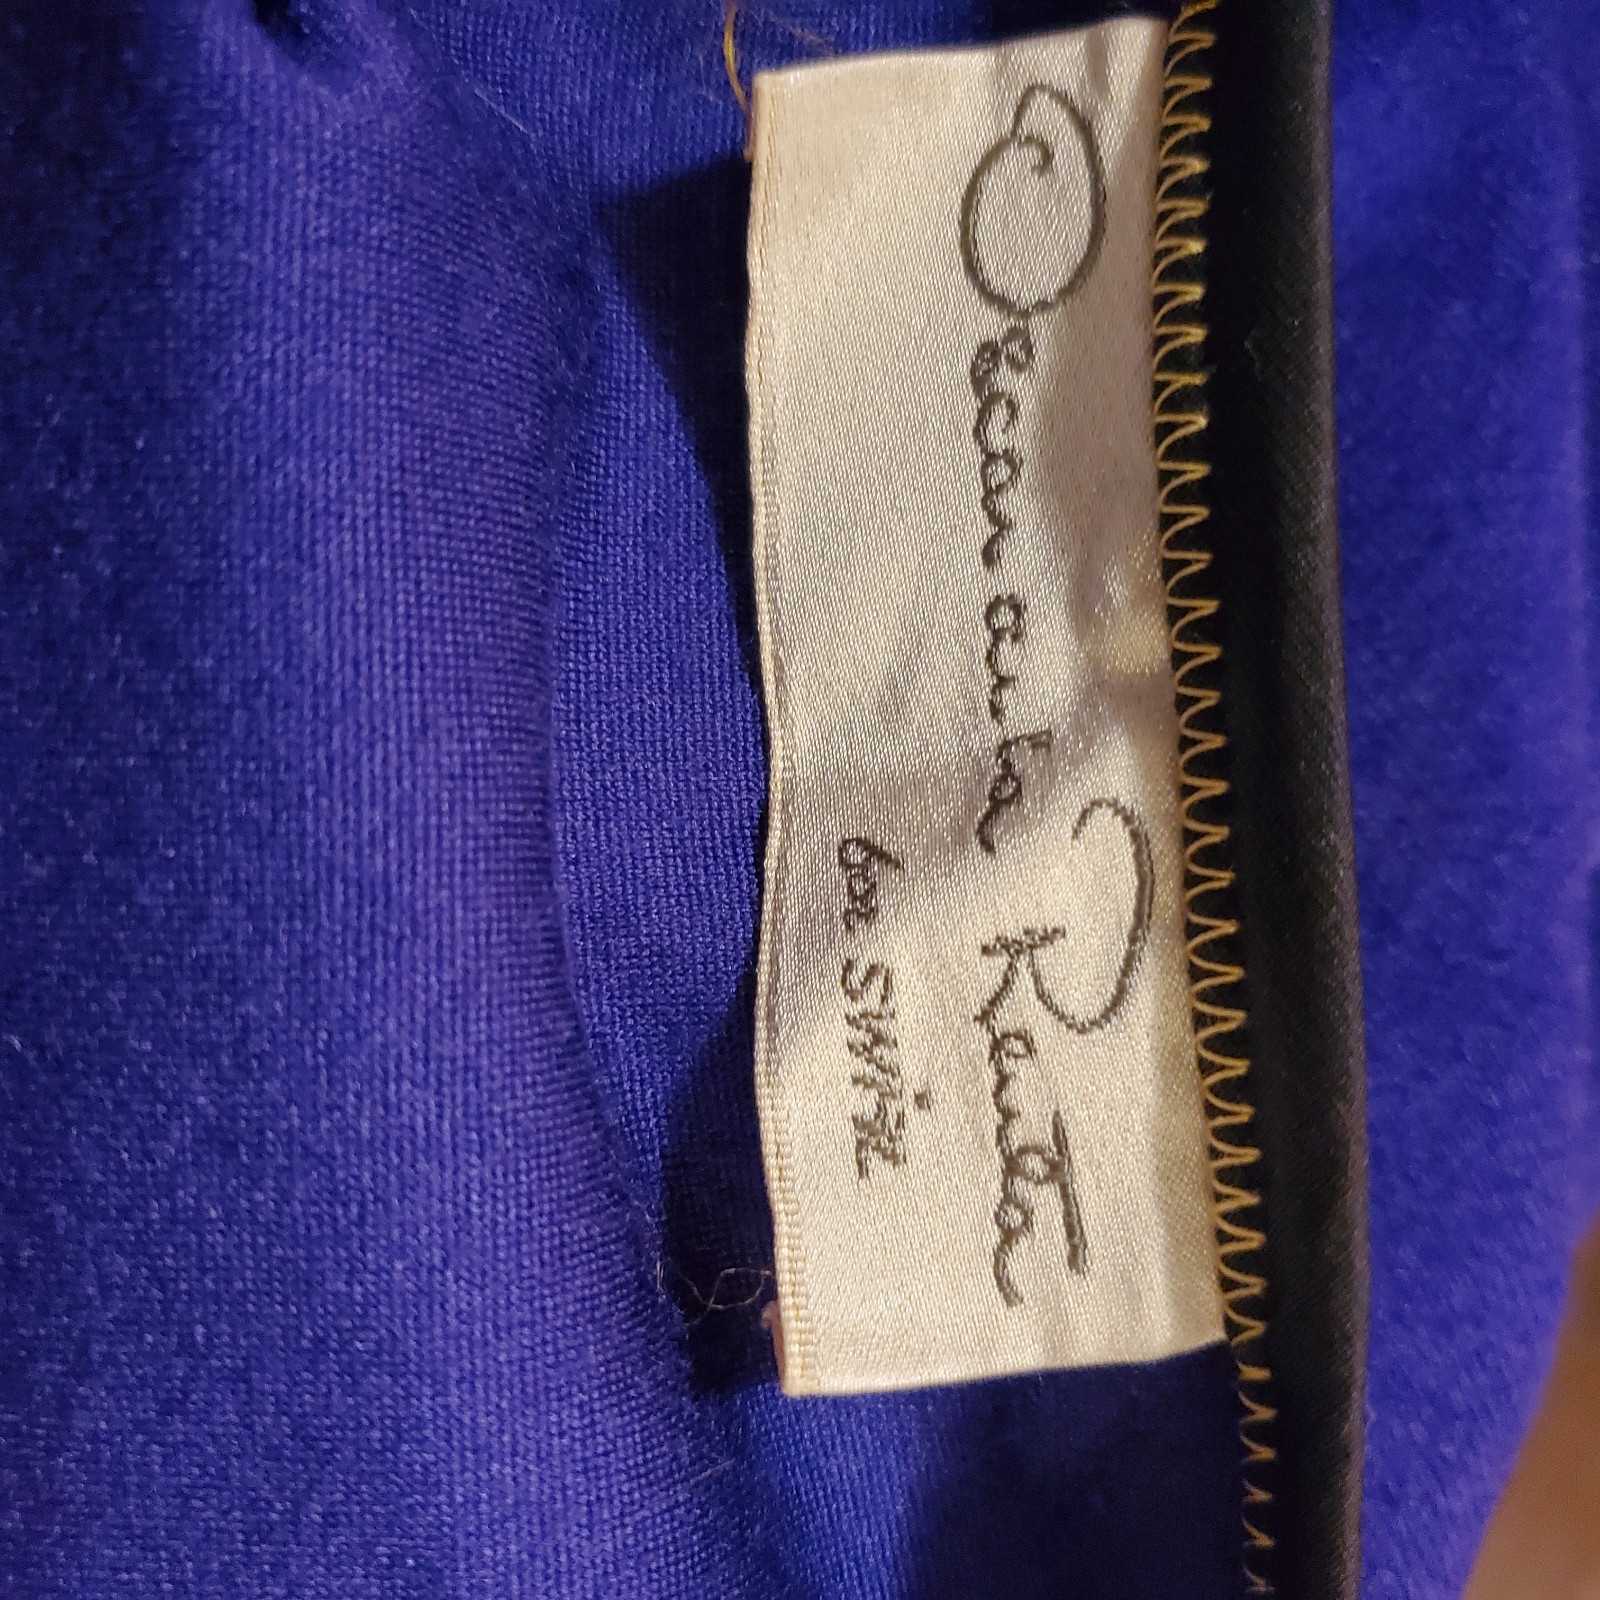 Oscar de la Renta
for SWIRL